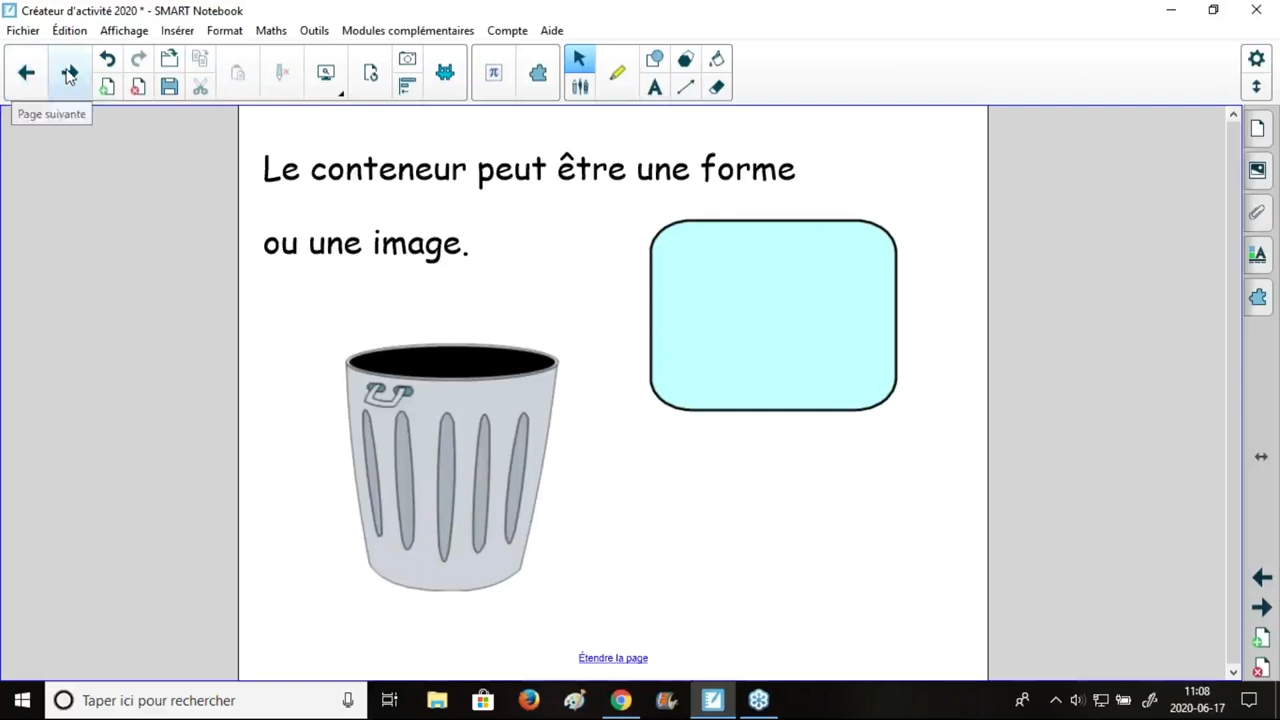 Créateur d'activité 2020 * - SMART Notebook
Fichier Édition Affichage Insérer Format Maths Outils Modules complémentaires Compte Aide
Page suivante
Le conteneur peut être une forme
ou une image.
Étendre la page
Taper ici pour rechercher
11:08
2020-06-17